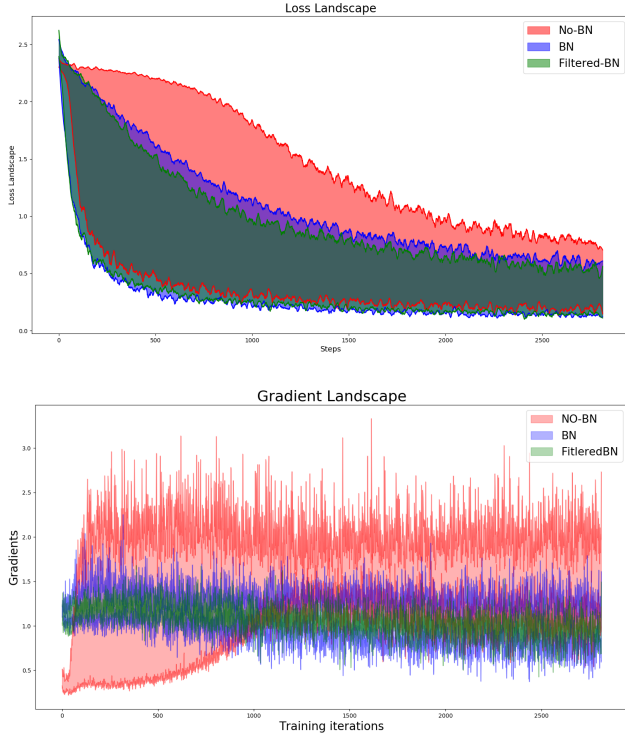 Loss Landscape
No-BN
BN
Filtered-BN
2.5
2.0
1.5
1.0
0.5
0.0
Loss Landscape
0
500
1000
1500
2000
2500
Steps
Gradient Landscape
NO-BN
BN
FitleredBN
3.0
2.5
2.0
1.5
1.0
0.5
Gradients
0
500
1000
1500
2000
2500
Training iterations